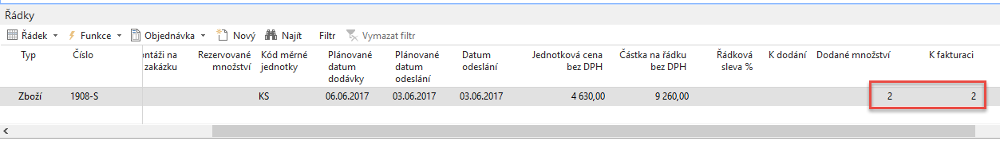 Řádky
Řádek Funkce Objednávka Nový Najít Filtr Vymazat filtr
Typ Číslo ontáži na zakázku Rezervované množství Kód měrné jednotky Plánované datum dodávky Plánované datum odeslání Datum odeslání Jednotková cena bez DPH Částka na řádku bez DPH Řádková sleva % K dodání Dodané množství K fakturaci
Zboží 1908-S KS 06.06.2017 03.06.2017 03.06.2017 4 630,00 9 260,00 2 2